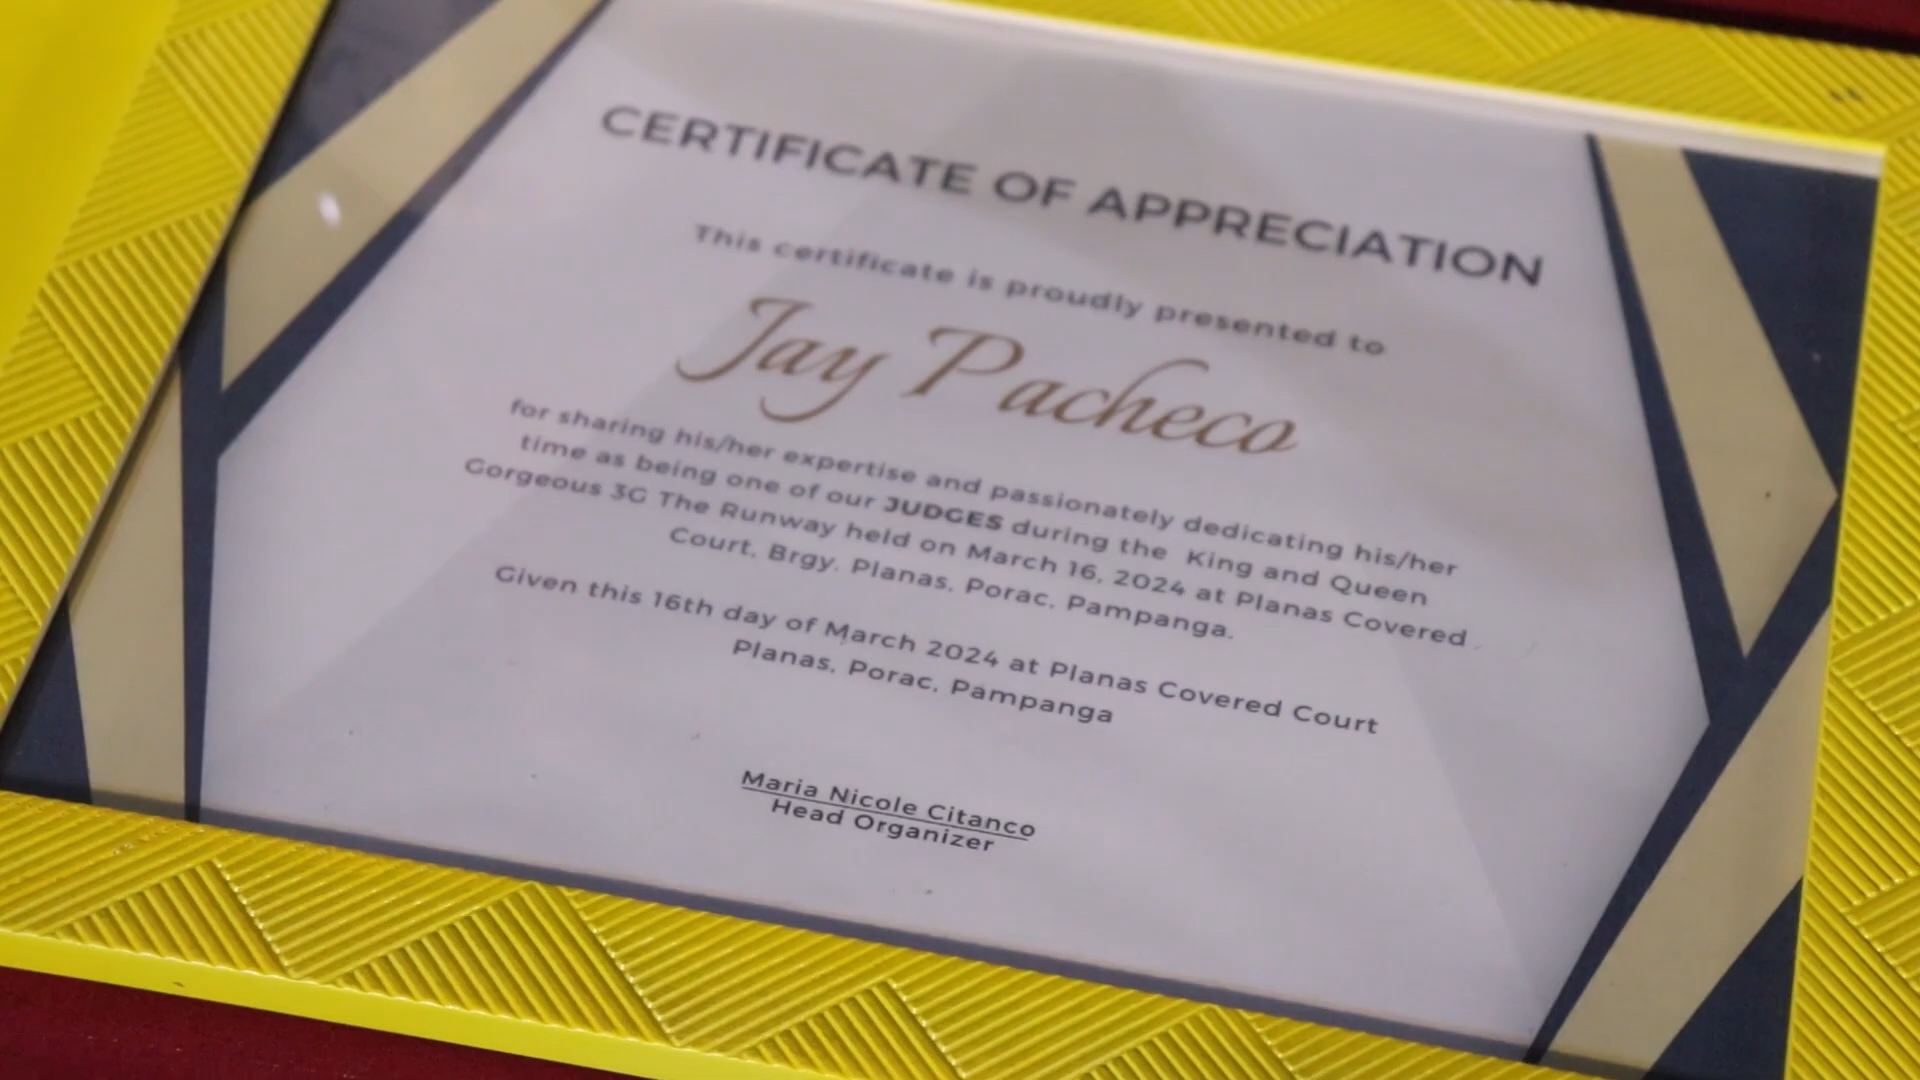 CERTIFICATE OF APPRECIATION
This certificate is proudly presented to
Jay Pacheco
for sharing his/her expertise and passionately dedicating his/her
time as being one of our JUDGES during the King and Queen
Gorgeous 3G The Runway held on March 16, 2024 at Planas Covered
Court, Brgy. Planas, Porac, Pampanga.
Given this 16th day of March 2024 at Planas Covered Court
Planas, Porac, Pampanga
Maria Nicole Citanco
Head Organizer